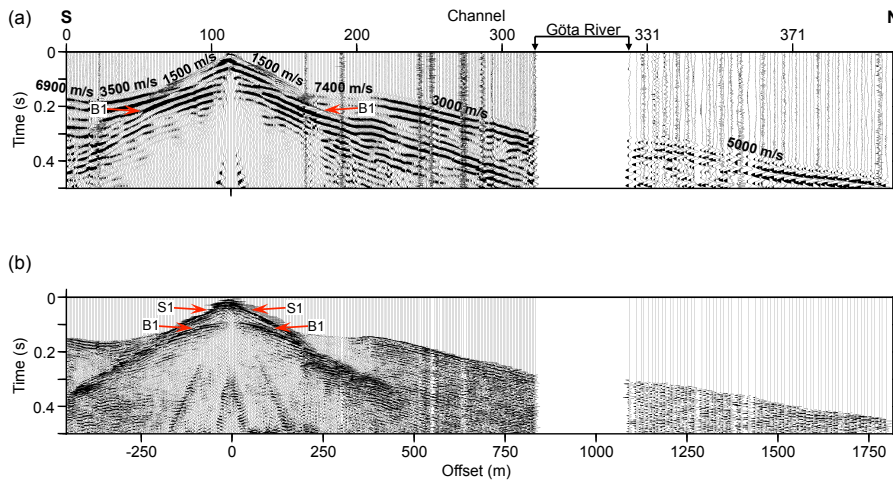 (a) S Channel N
0 100 200 300 Göta River 331 371
0
0.2
0.4
Time (s)
6900 m/s 3500 m/s 1500 m/s 1500 m/s 7400 m/s 3000 m/s 5000 m/s
B1 B1
(b)
0
0.2
0.4
Time (s)
S1 S1
B1 B1
-250 0 250 500 750 1000 1250 1500 1750
Offset (m)